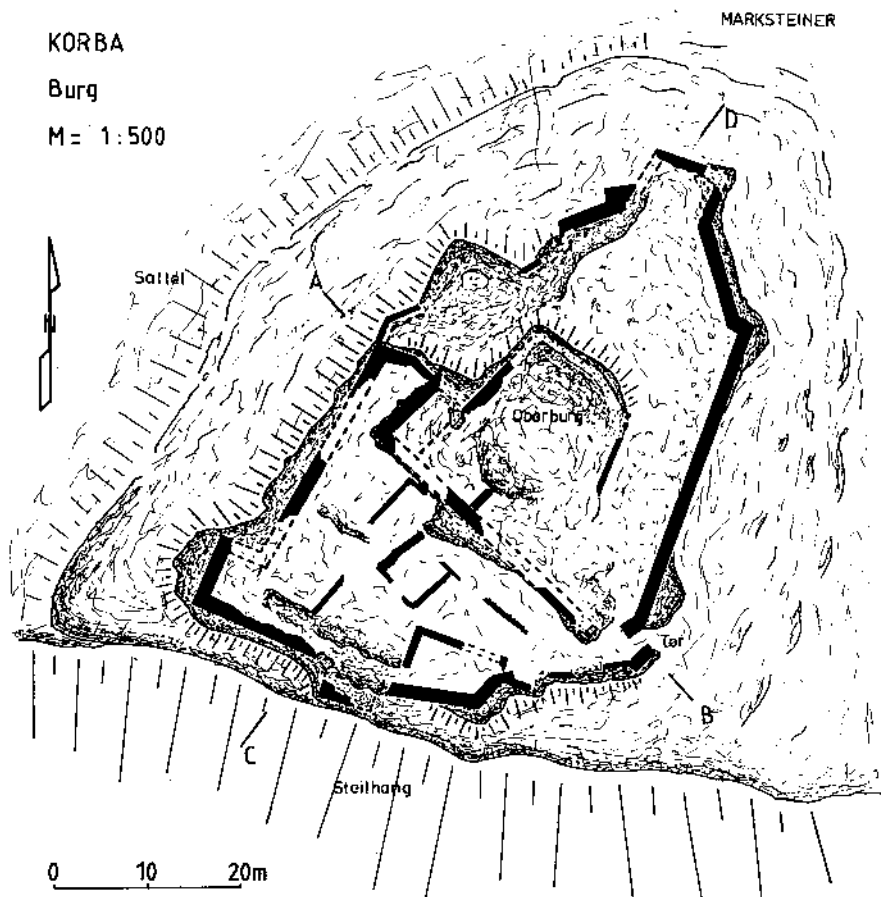 MARKSTEINER
KORBA
Burg
M = 1:500
D
Sattel
A
N
Oberburg
Tor
B
C
Steilhang
0 10 20m